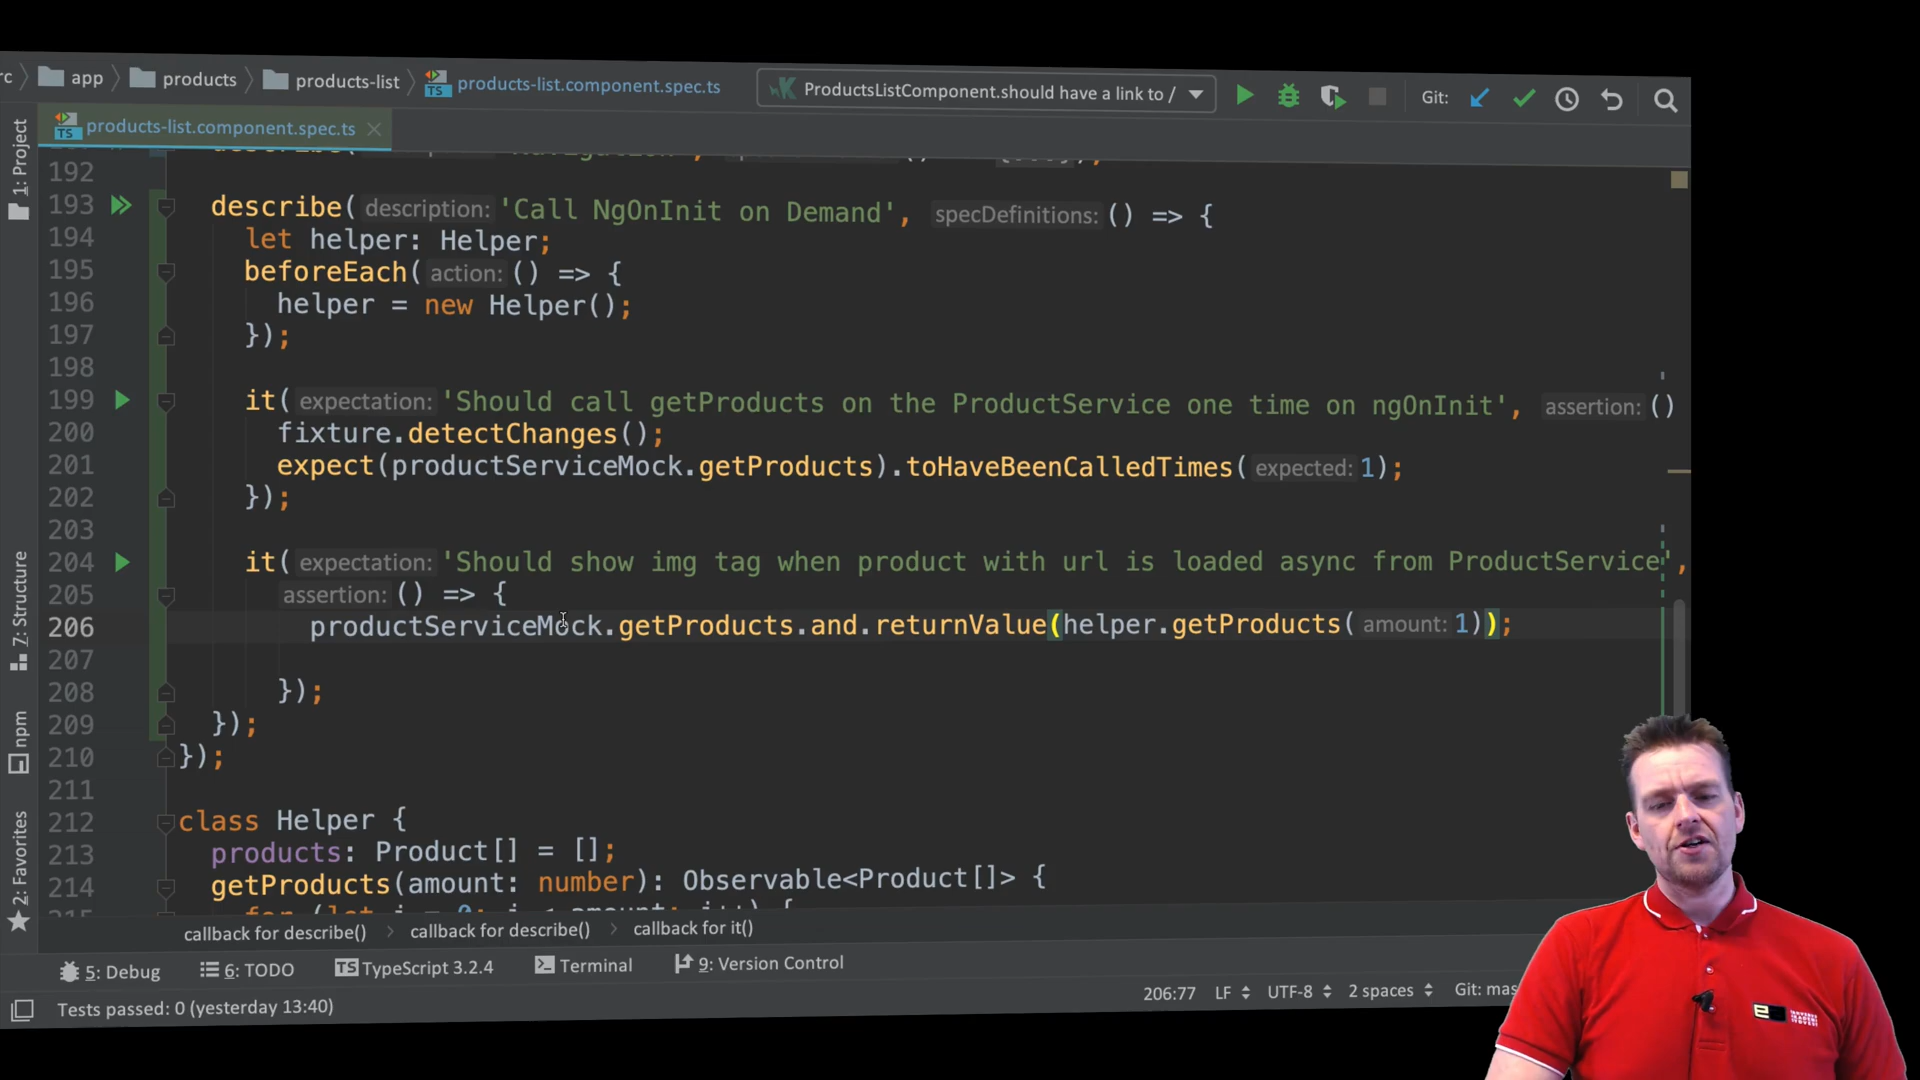 rc app products products-list products-list.component.spec.ts ProductsListComponent.should have a link to / Git:
products-list.component.spec.ts
192
193 describe( description: 'Call NgOnInit on Demand', specDefinitions: () => {
194 let helper: Helper;
195 beforeEach( action: () => {
196 helper = new Helper();
197 });
198
199 it( expectation: 'Should call getProducts on the ProductService one time on ngOnInit', assertion: ()
200 fixture.detectChanges();
201 expect(productServiceMock.getProducts).toHaveBeenCalledTimes( expected: 1);
202 });
203
204 it( expectation: 'Should show img tag when product with url is loaded async from ProductService',
205 assertion: () => {
206 productServiceMock.getProducts.and.returnValue(helper.getProducts( amount: 1));
207
208 });
209 });
210 });
211
212 class Helper {
213 products: Product[] = [];
214 getProducts(amount: number): Observable<Product[]> {
callback for describe() > callback for describe() > callback for it()
5: Debug 6: TODO TypeScript 3.2.4 Terminal 9: Version Control
Tests passed: 0 (yesterday 13:40) 206:77 LF UTF-8 2 spaces Git: mas
1: Project
7: Structure
npm
2: Favorites